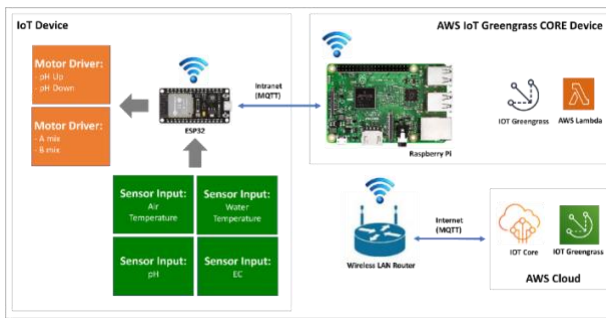 IoT Device
AWS IoT Greengrass CORE Device
Motor Driver:
- pH Up
- pH Down
Motor Driver:
- A mix
- B mix
ESP32
Intranet
(MQTT)
Raspberry Pi
IOT Greengrass
AWS Lambda
Sensor Input:
Air
Temperature
Sensor Input:
Water
Temperature
Sensor Input:
pH
Sensor Input:
EC
Wireless LAN Router
Internet
(MQTT)
IOT Core
IOT Greengrass
AWS Cloud